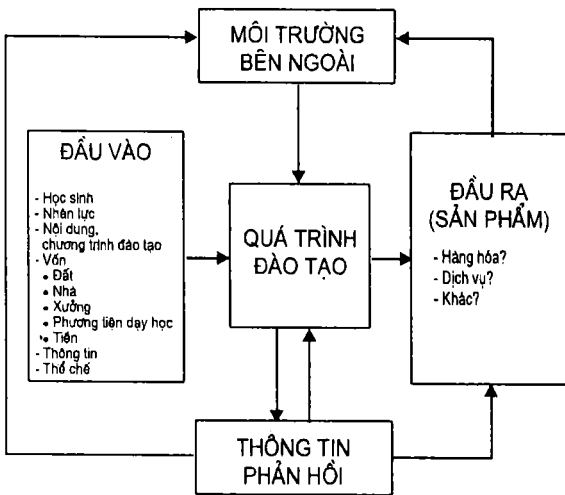 MÔI TRƯỜNG
BÊN NGOÀI
ĐẦU VÀO
- Học sinh
- Nhân lực
- Nội dung,
chương trình đào tạo
- Vốn
• Đất
• Nhà
• Xưởng
• Phương tiện dạy học
• Tiền
- Thông tin
- Thể chế
QUÁ TRÌNH
ĐÀO TẠO
ĐẦU RA
(SẢN PHẨM)
- Hàng hóa?
- Dịch vụ?
- Khác?
THÔNG TIN
PHẢN HỒI